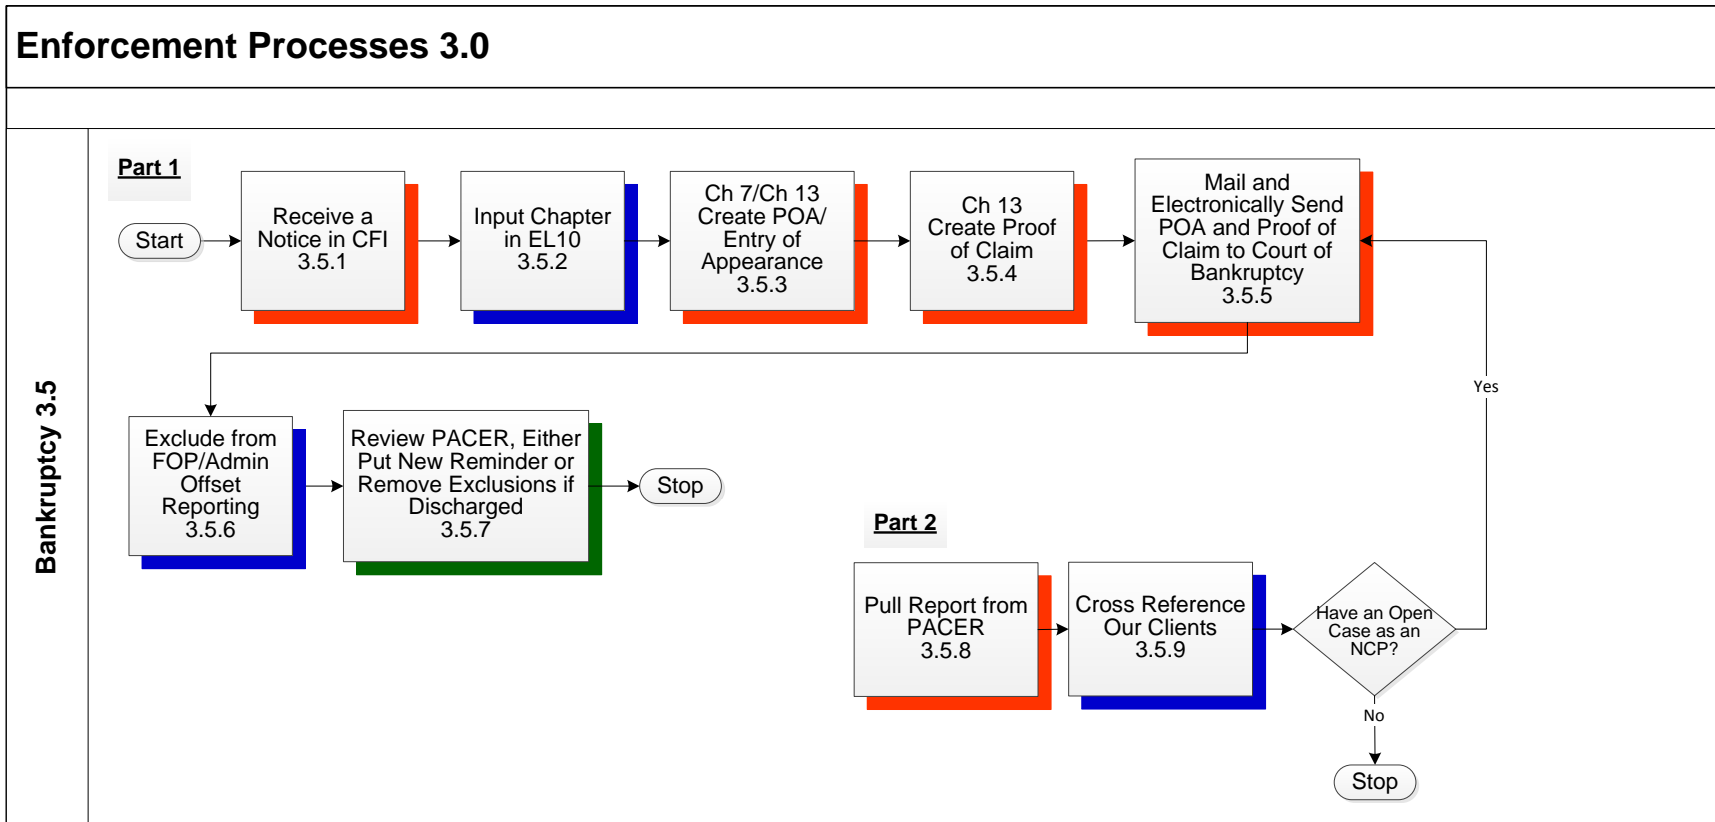 Enforcement Processes 3.0
Bankruptcy 3.5
Part 1
Start
Receive a
Notice in CFI
3.5.1
Input Chapter
in EL10
3.5.2
Ch 7/Ch 13
Create POA/
Entry of
Appearance
3.5.3
Ch 13
Create Proof
of Claim
3.5.4
Mail and
Electronically Send
POA and Proof of
Claim to Court of
Bankruptcy
3.5.5
Exclude from
FOP/Admin
Offset
Reporting
3.5.6
Review PACER, Either
Put New Reminder or
Remove Exclusions if
Discharged
3.5.7
Stop
Part 2
Pull Report from
PACER
3.5.8
Cross Reference
Our Clients
3.5.9
Have an Open
Case as an
NCP?
Yes
No
Stop